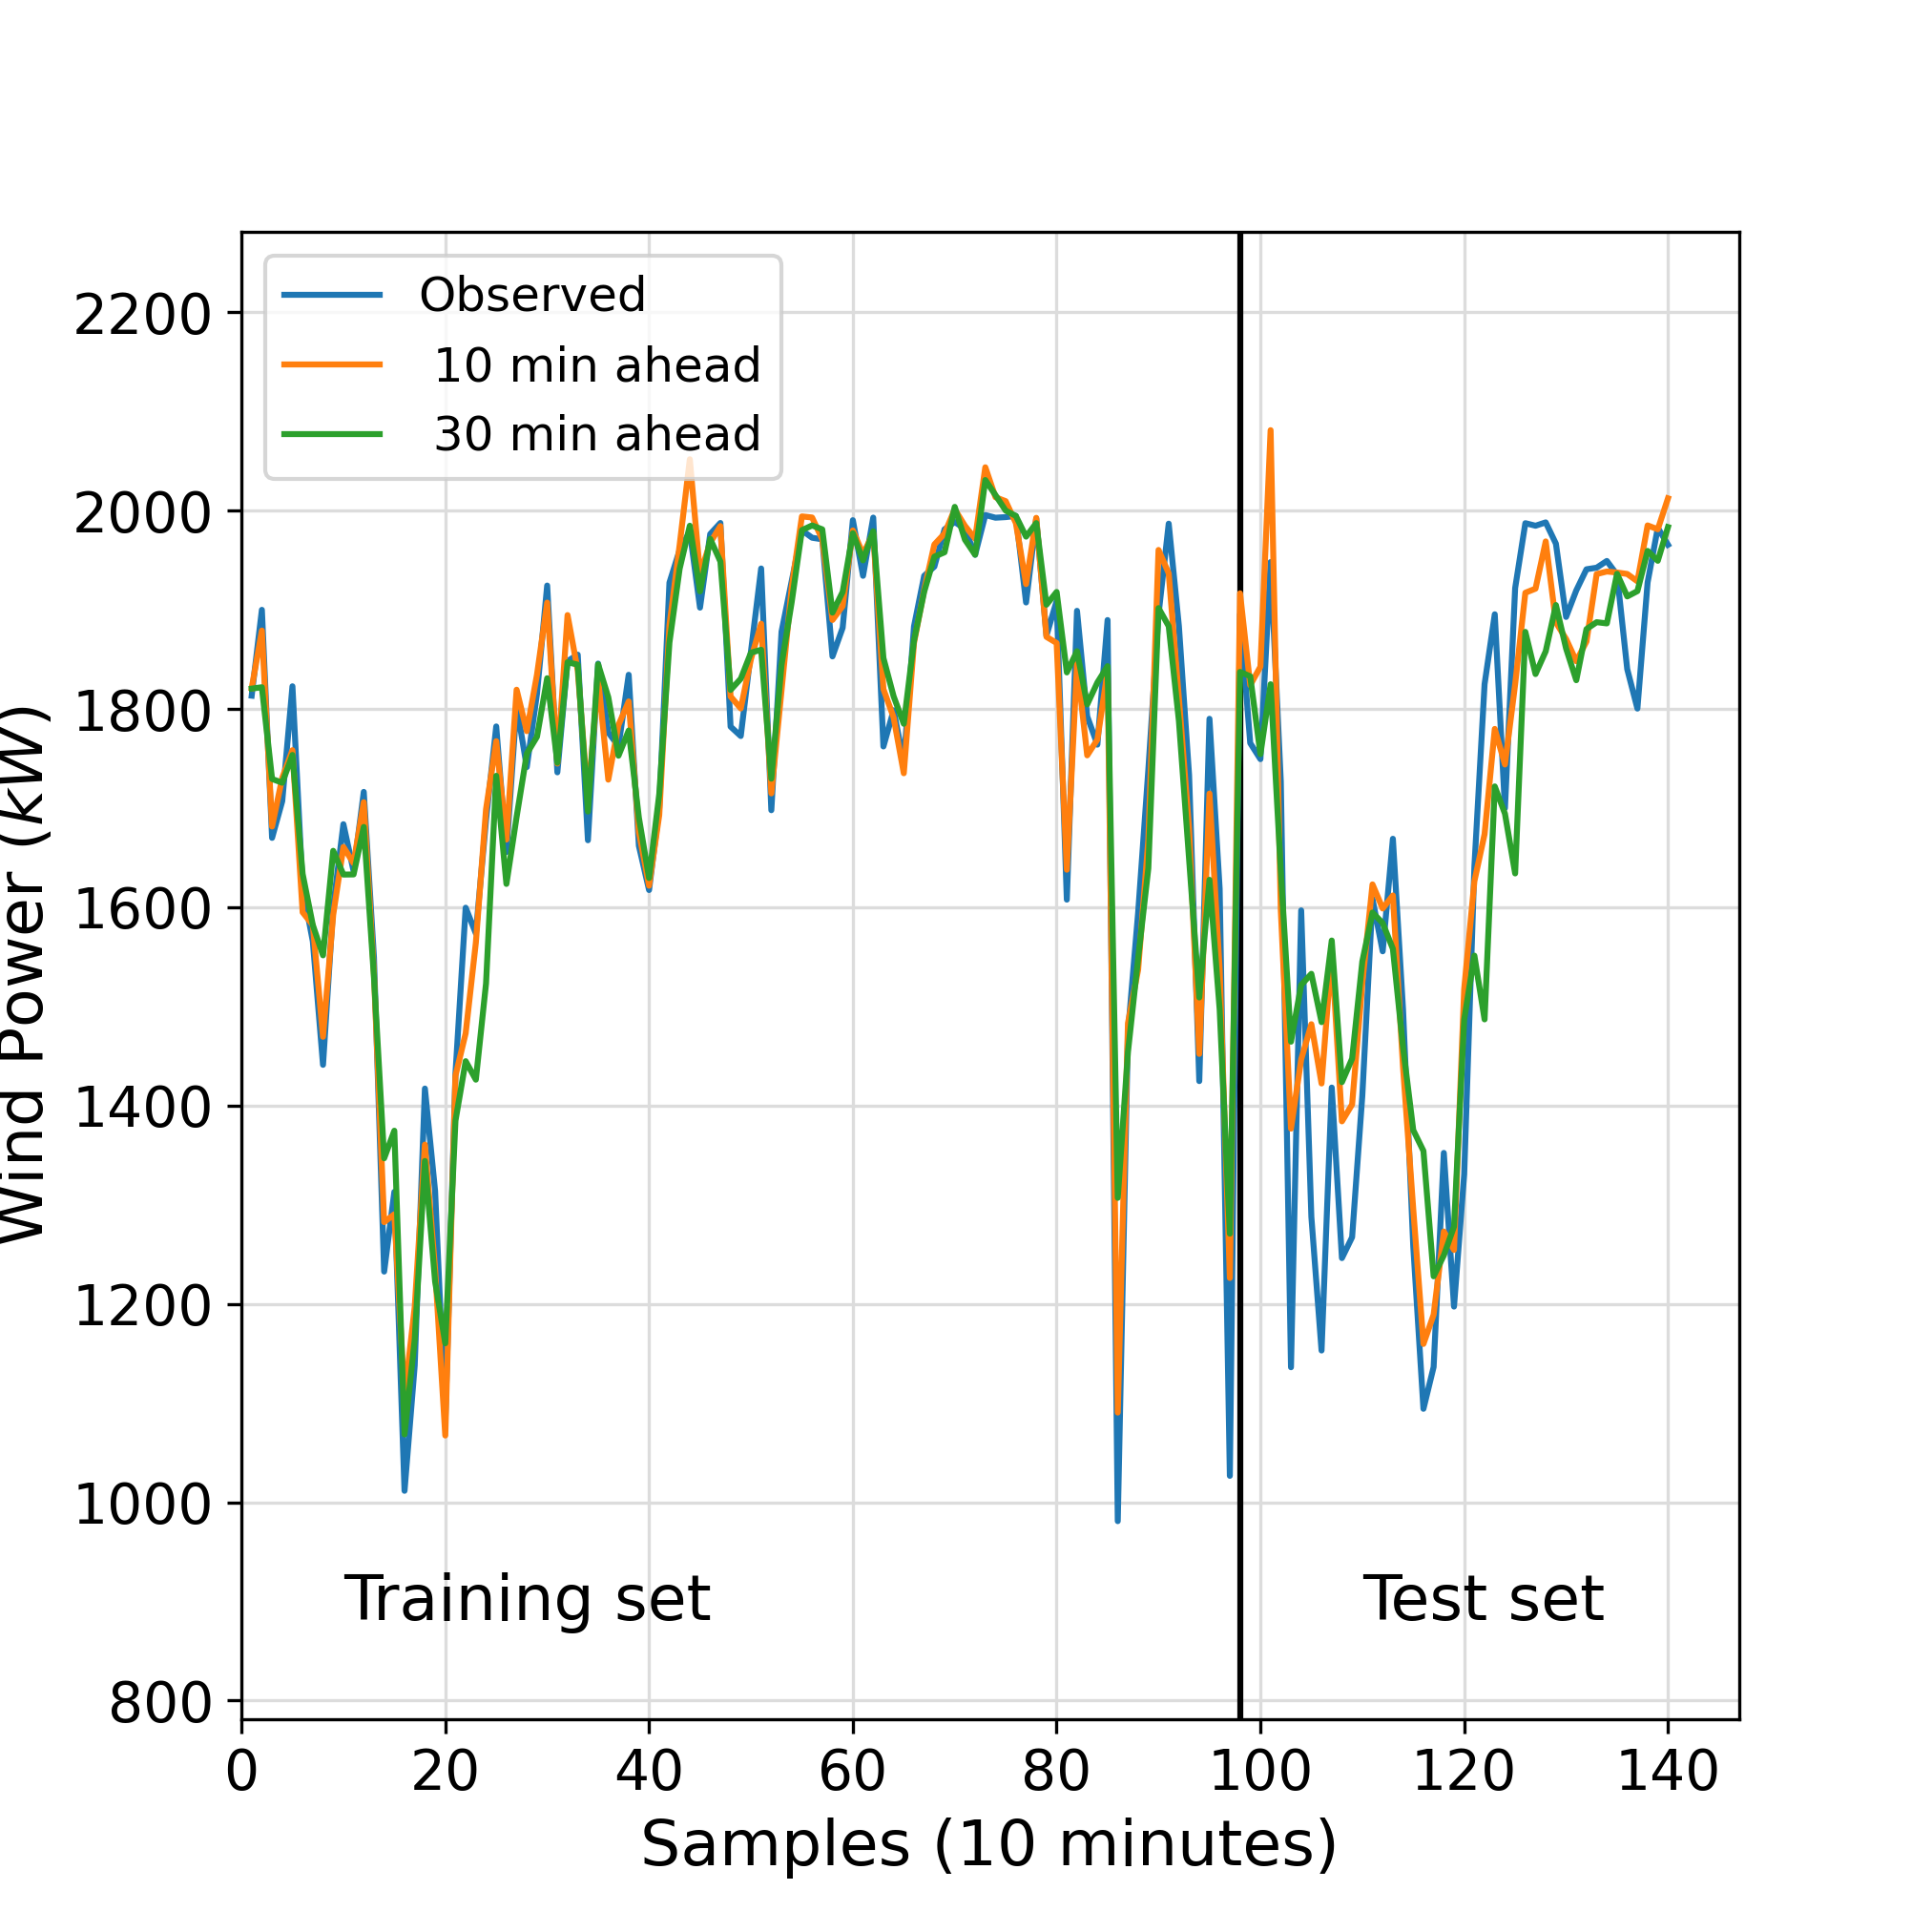 Observed
10 min ahead
30 min ahead
2200
2000
1800
1600
1400
1200
1000
800
Wind Power (kW)
Training set
Test set
0 20 40 60 80 100 120 140
Samples (10 minutes)